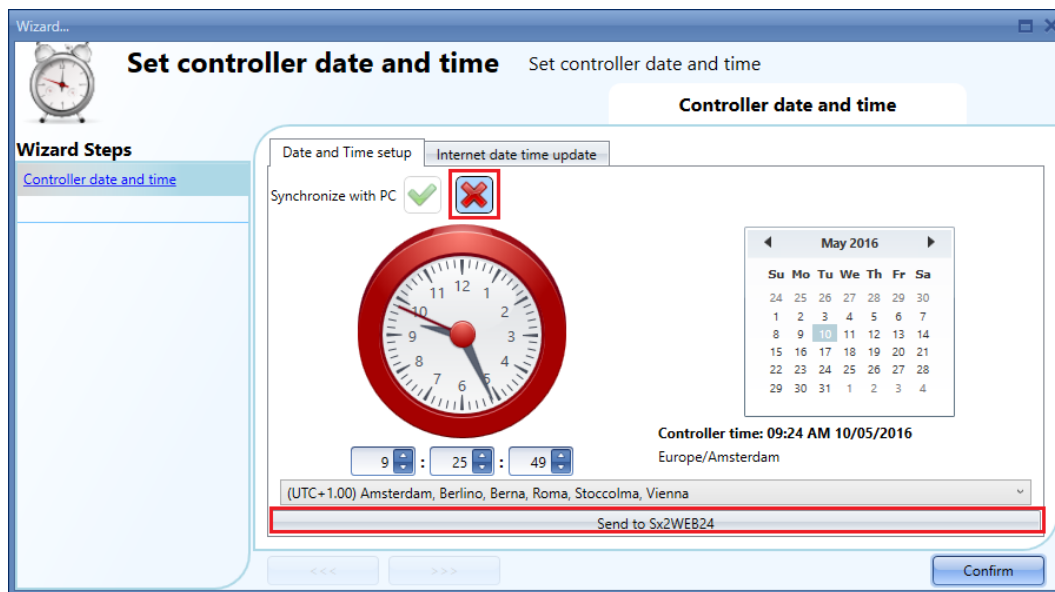 Wizard...
Set controller date and time Set controller date and time
Controller date and time
Wizard Steps
Controller date and time
Date and Time setup Internet date time update
Synchronize with PC
12
11 1
10 2
9 3
8 4
7 5
6
May 2016
Su Mo Tu We Th Fr Sa
24 25 26 27 28 29 30
1 2 3 4 5 6 7
8 9 10 11 12 13 14
15 16 17 18 19 20 21
22 23 24 25 26 27 28
29 30 31 1 2 3 4
Controller time: 09:24 AM 10/05/2016
Europe/Amsterdam
9 : 25 : 49
(UTC+1.00) Amsterdam, Berlino, Berna, Roma, Stoccolma, Vienna
Send to Sx2WEB24
<<< >>> Confirm